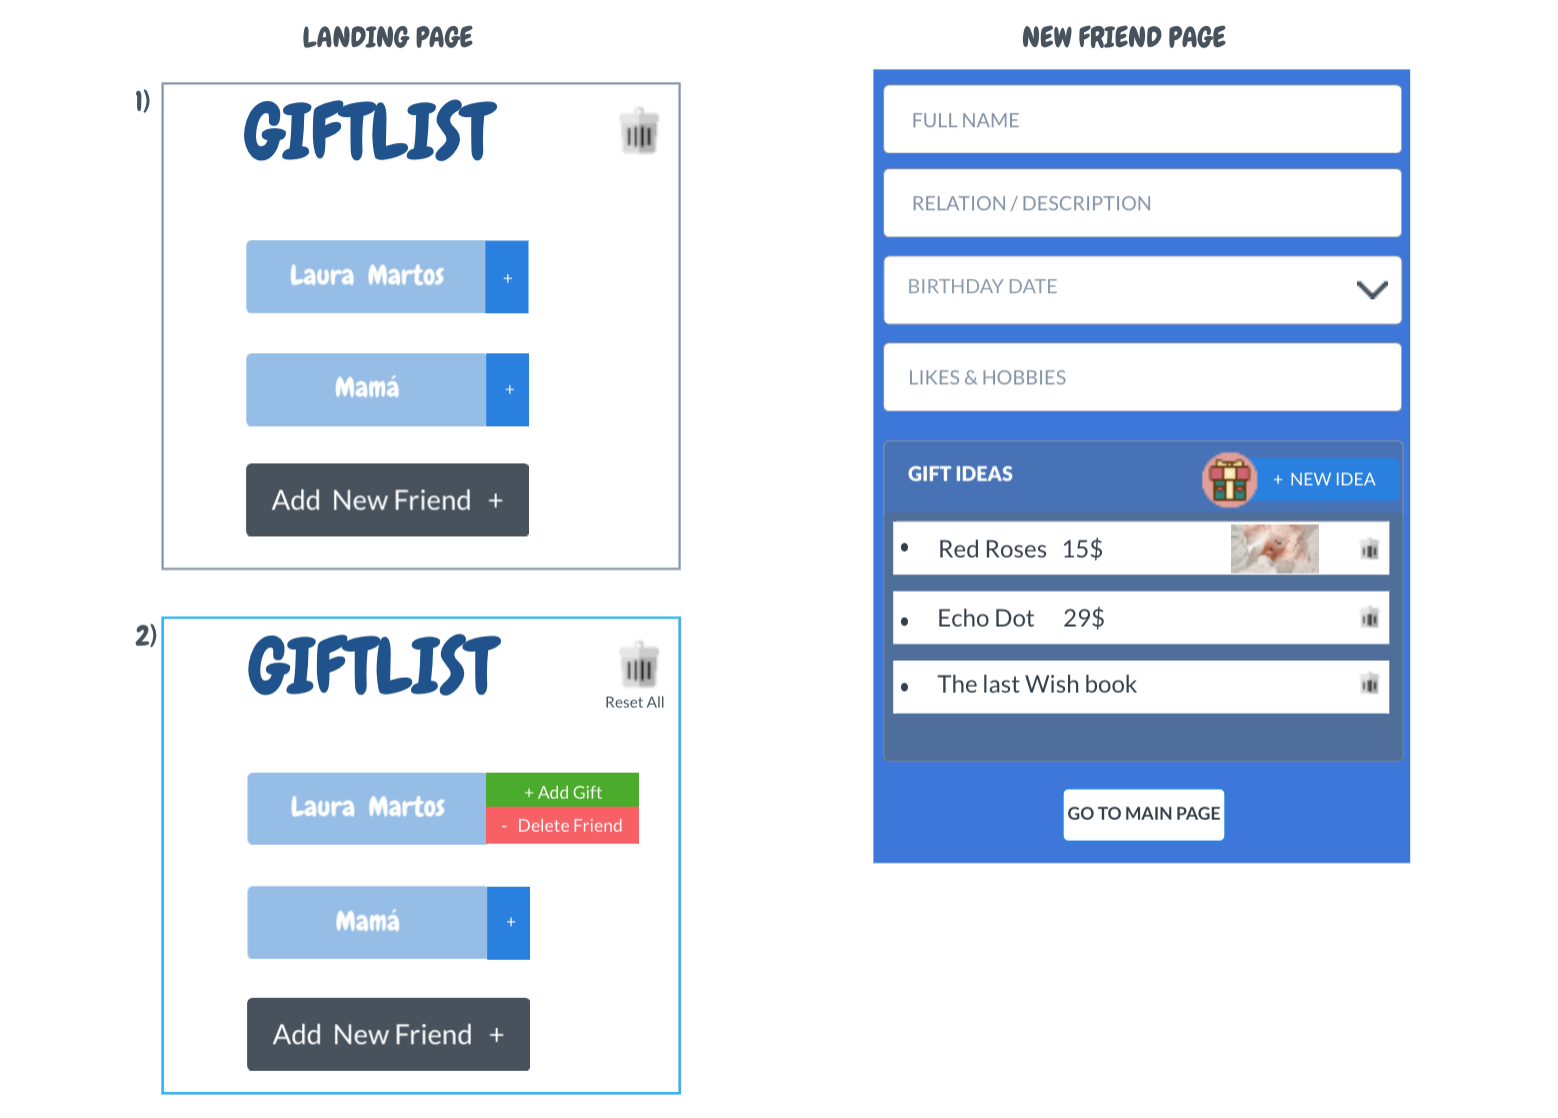 LANDING PAGE
1)
GIFTLIST
Laura Martos +
Mamá +
Add New Friend +
2)
GIFTLIST
Reset All
Laura Martos
+ Add Gift
- Delete Friend
Mamá +
Add New Friend +
NEW FRIEND PAGE
FULL NAME
RELATION / DESCRIPTION
BIRTHDAY DATE
LIKES & HOBBIES
GIFT IDEAS
+ NEW IDEA
• Red Roses 15$
• Echo Dot 29$
• The last Wish book
GO TO MAIN PAGE